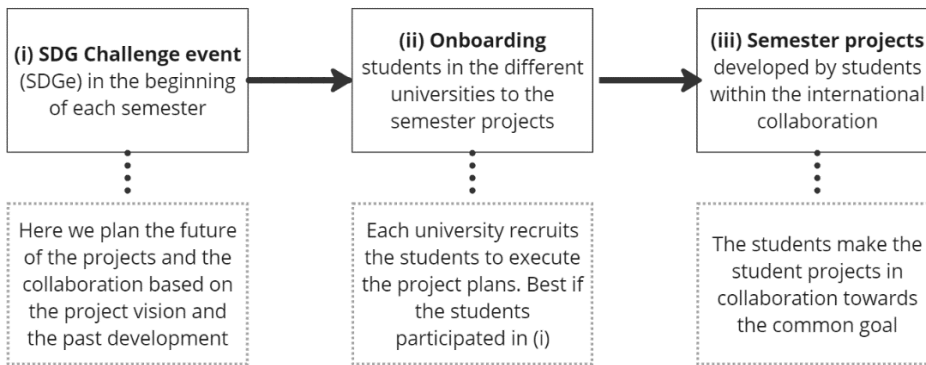 (i) SDG Challenge event
(SDGe) in the beginning
of each semester
(ii) Onboarding
students in the different
universities to the
semester projects
(iii) Semester projects
developed by students
within the international
collaboration
Here we plan the future
of the projects and the
collaboration based on
the project vision and
the past development
Each university recruits
the students to execute
the project plans. Best if
the students
participated in (i)
The students make the
student projects in
collaboration towards
the common goal